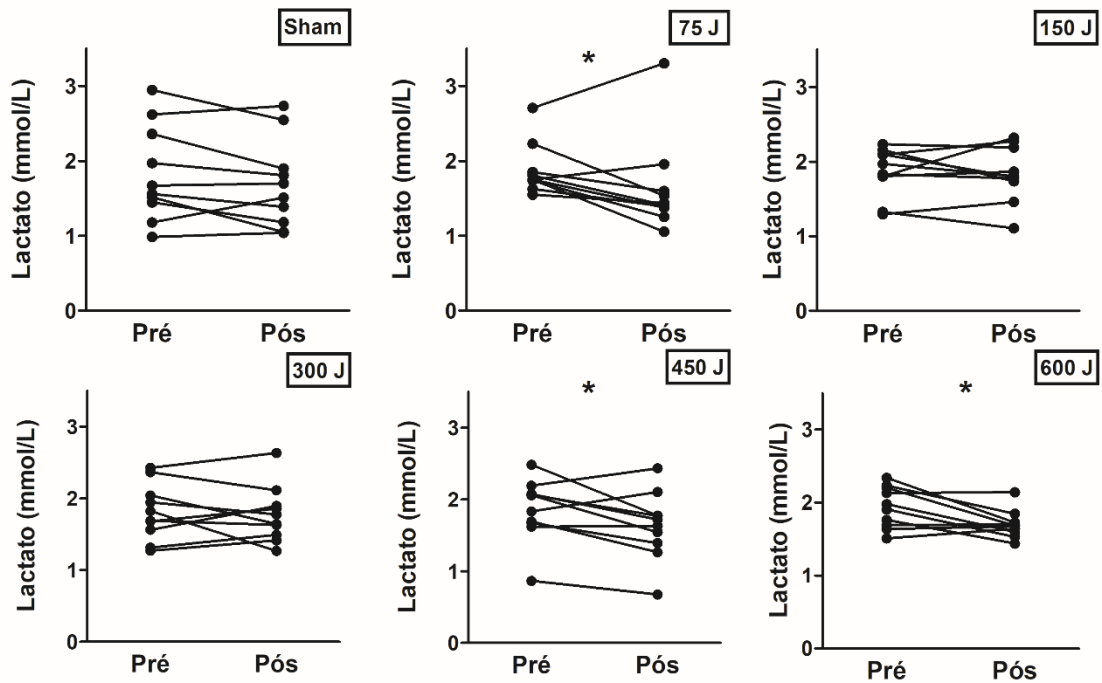 Sham
Lactato (mmol/L)
3
2
1
0
Pré Pós
75 J
*
Lactato (mmol/L)
3
2
1
0
Pré Pós
150 J
Lactato (mmol/L)
3
2
1
0
Pré Pós
300 J
Lactato (mmol/L)
3
2
1
0
Pré Pós
450 J
*
Lactato (mmol/L)
3
2
1
0
Pré Pós
600 J
*
Lactato (mmol/L)
3
2
1
0
Pré Pós